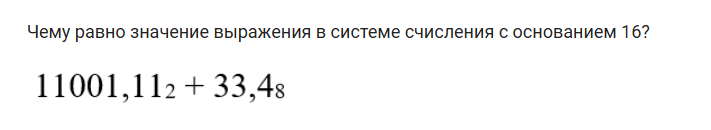 Чему равно значение выражения в системе счисления с основанием 16?
11001,11₂ + 33,4₈